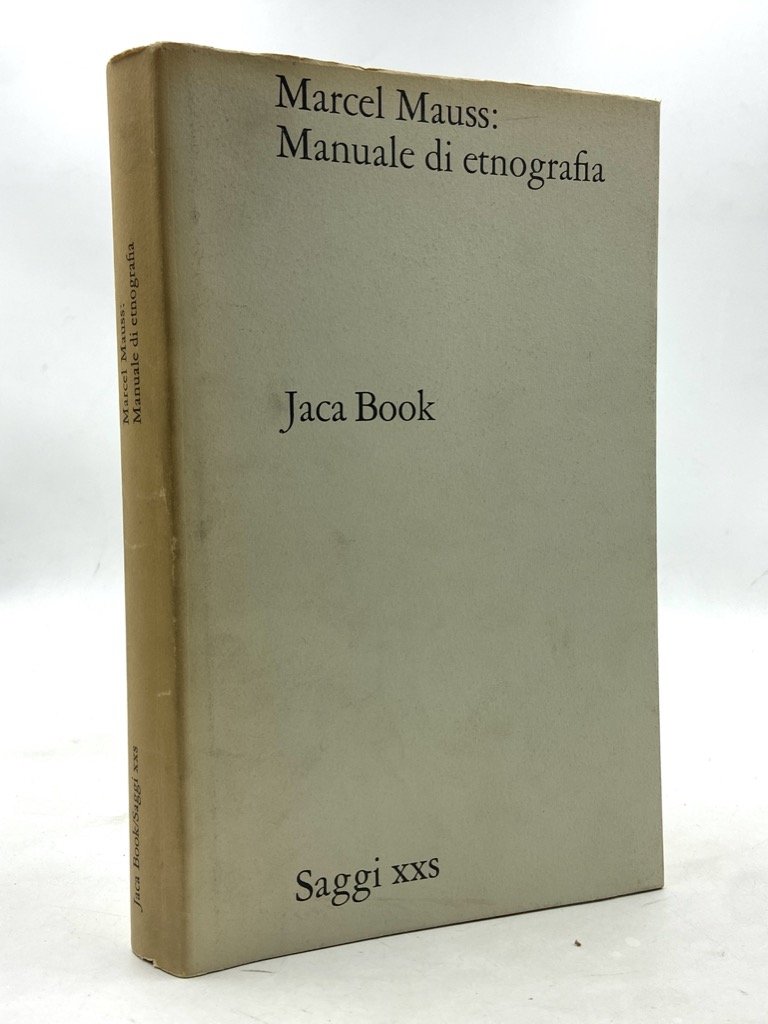 Marcel Mauss:
Manuale di etnografia
Jaca Book
Saggi xxs
Marcel Mauss:
Manuale di etnografia
Jaca Book/Saggi xxs